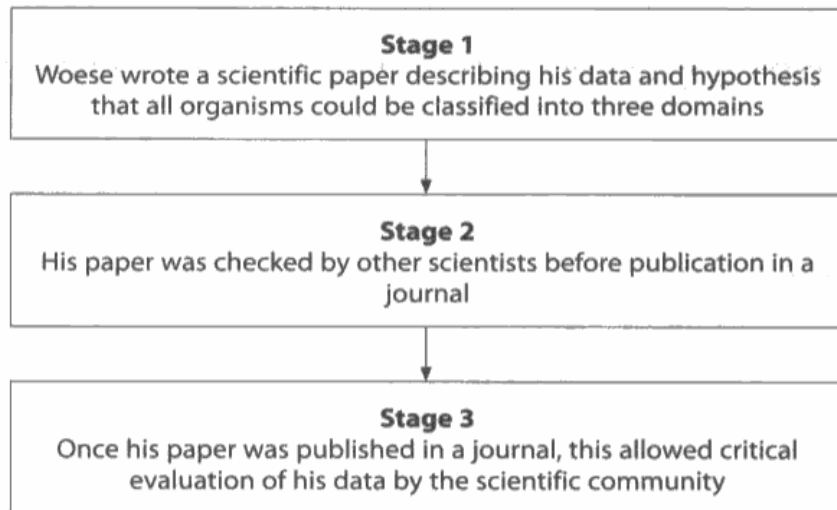 Stage 1
Woese wrote a scientific paper describing his data and hypothesis
that all organisms could be classified into three domains
Stage 2
His paper was checked by other scientists before publication in a
journal
Stage 3
Once his paper was published in a journal, this allowed critical
evaluation of his data by the scientific community